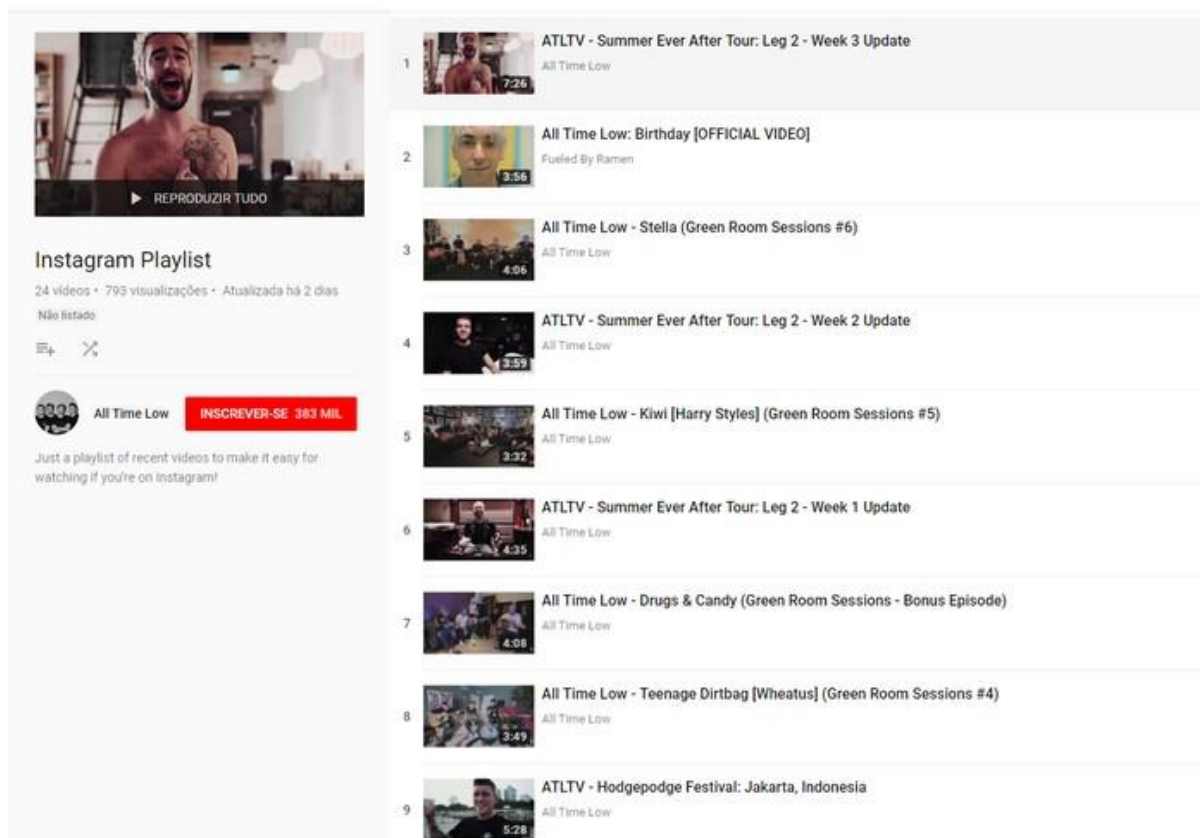 REPRODUZIR TUDO
Instagram Playlist
24 vídeos • 793 visualizações • Atualizada há 2 dias
Não listado
All Time Low
INSCREVER-SE 383 MIL
Just a playlist of recent videos to make it easy for
watching if you're on Instagram!
1
7:26
ATLTV - Summer Ever After Tour: Leg 2 - Week 3 Update
All Time Low
2
3:56
All Time Low: Birthday [OFFICIAL VIDEO]
Fueled By Ramen
3
4:06
All Time Low - Stella (Green Room Sessions #6)
All Time Low
4
3:59
ATLTV - Summer Ever After Tour: Leg 2 - Week 2 Update
All Time Low
5
3:32
All Time Low - Kiwi [Harry Styles] (Green Room Sessions #5)
All Time Low
6
4:35
ATLTV - Summer Ever After Tour: Leg 2 - Week 1 Update
All Time Low
7
4:08
All Time Low - Drugs & Candy (Green Room Sessions - Bonus Episode)
All Time Low
8
3:49
All Time Low - Teenage Dirtbag [Wheatus] (Green Room Sessions #4)
All Time Low
9
5:28
ATLTV - Hodgepodge Festival: Jakarta, Indonesia
All Time Low